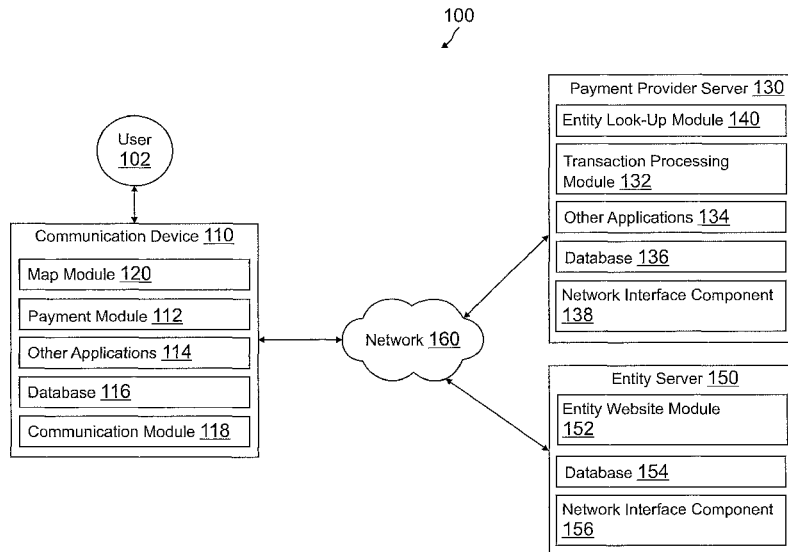 100
User
102
Communication Device 110
Map Module 120
Payment Module 112
Other Applications 114
Database 116
Communication Module 118
Network 160
Payment Provider Server 130
Entity Look-Up Module 140
Transaction Processing
Module 132
Other Applications 134
Database 136
Network Interface Component
138
Entity Server 150
Entity Website Module
152
Database 154
Network Interface Component
156